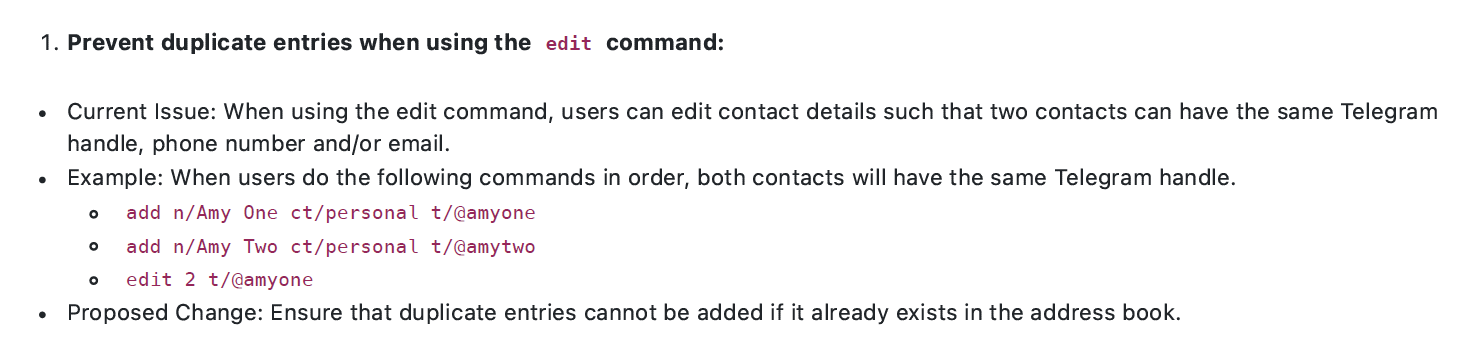 1. Prevent duplicate entries when using the edit command:
• Current Issue: When using the edit command, users can edit contact details such that two contacts can have the same Telegram
handle, phone number and/or email.
• Example: When users do the following commands in order, both contacts will have the same Telegram handle.
◦ add n/Amy One ct/personal t/@amyone
◦ add n/Amy Two ct/personal t/@amytwo
◦ edit 2 t/@amyone
• Proposed Change: Ensure that duplicate entries cannot be added if it already exists in the address book.